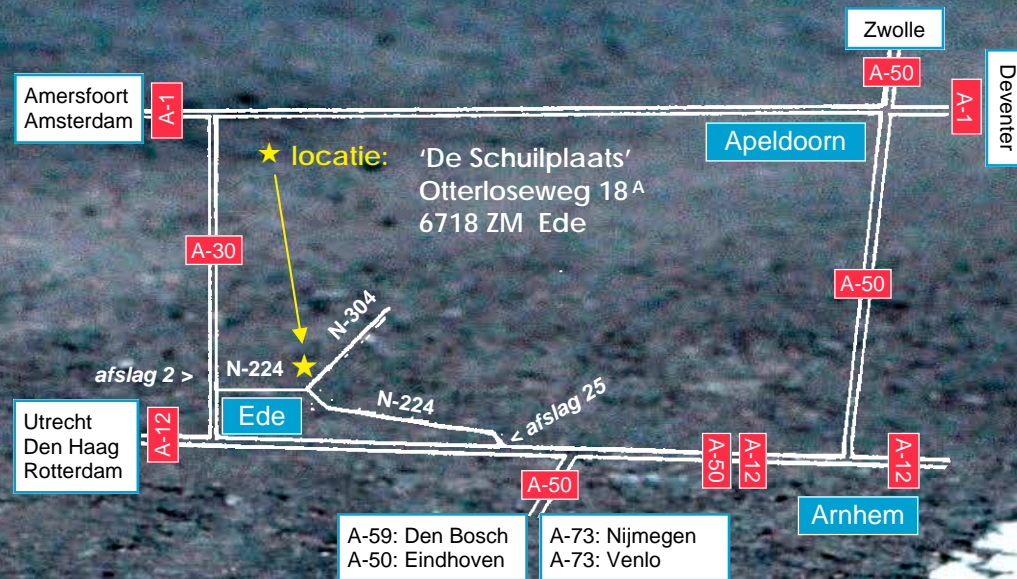 Zwolle
A-50
Amersfoort
Amsterdam
A-1
A-1
Deventer
Apeldoorn
★ locatie:
'De Schuilplaats'
Otterloseweg 18 A
6718 ZM Ede
A-30
A-50
N-304
afslag 2 >
N-224
N-224
Ede
< afslag 25
Utrecht
Den Haag
Rotterdam
A-12
A-50
A-50
A-12
A-12
Arnhem
A-59: Den Bosch
A-50: Eindhoven
A-73: Nijmegen
A-73: Venlo